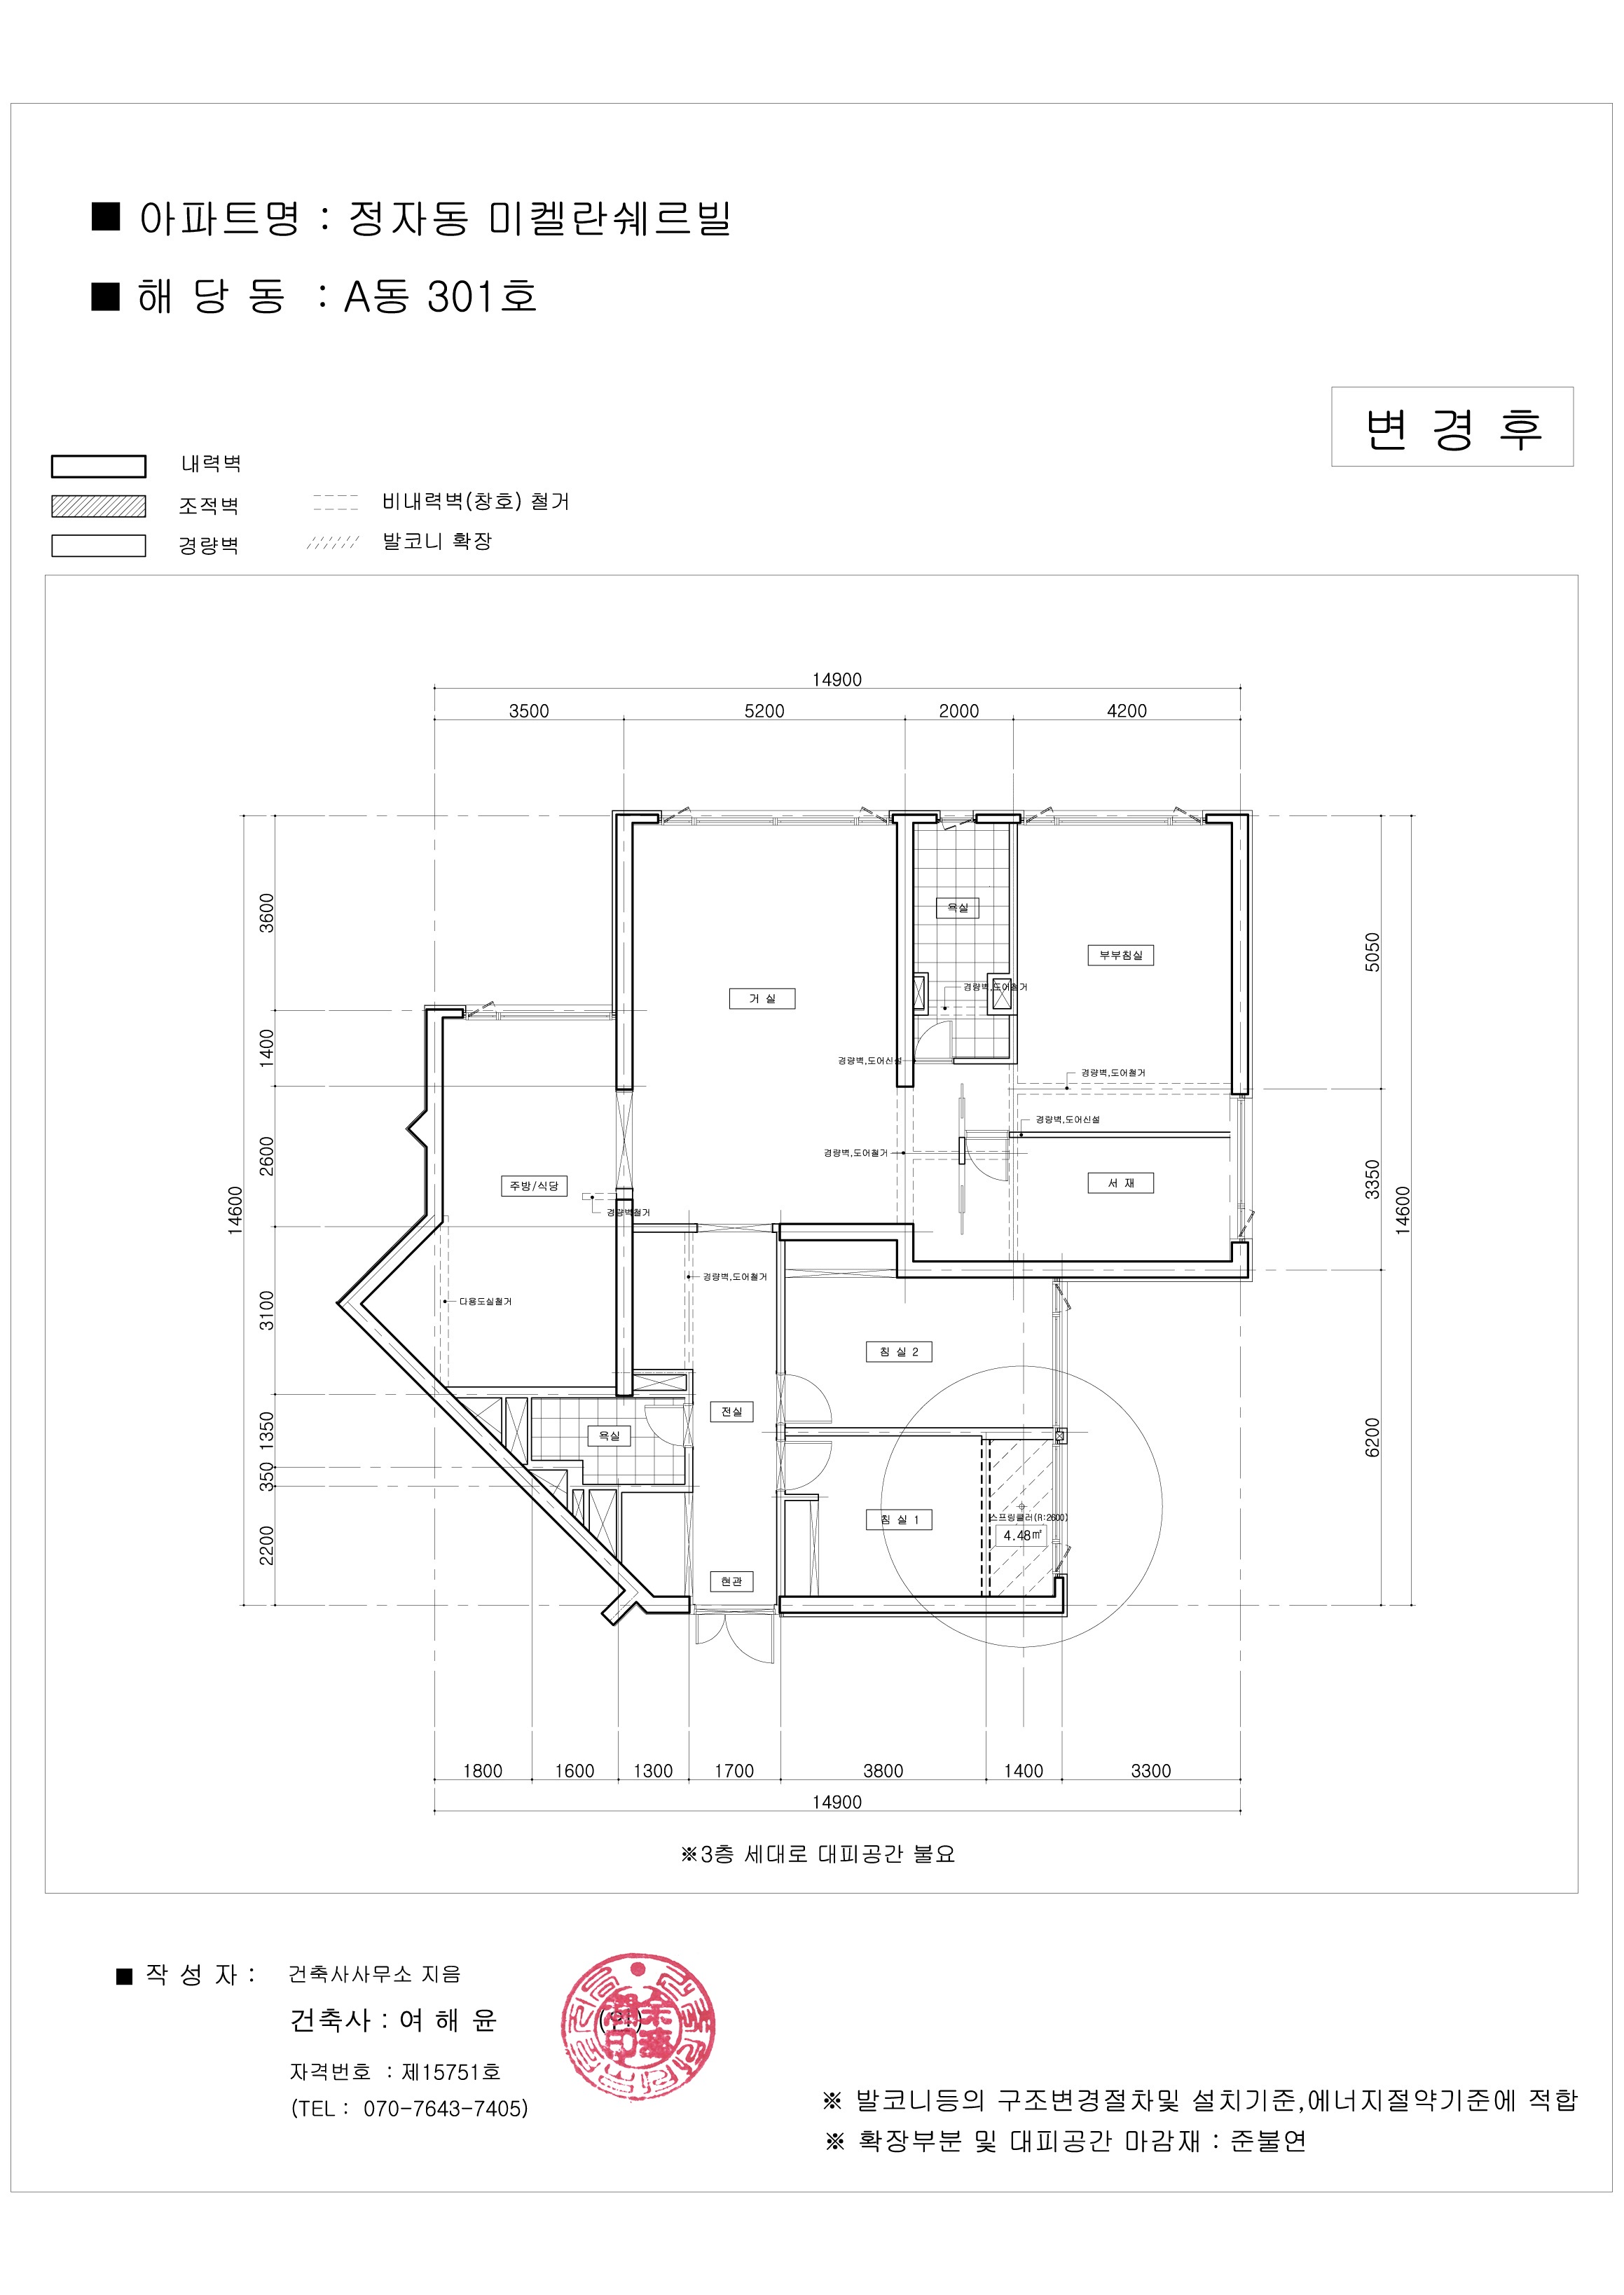 ■ 아파트명 : 정자동 미켈란쉐르빌
■ 해 당 동 : A동 301호
변 경 후
내력벽
조적벽
비내력벽(창호) 철거
경량벽
발코니 확장
14900
3500 5200 2000 4200
3600
1400
2600
3100
1350
350
2200
14600
5050
3350
6200
14600
욕실
부부침실
거 실
경량벽,도어철거
경량벽,도어신설
경량벽,도어철거
경량벽,도어신설
경량벽,도어철거
주방/식당
서 재
경량벽철거
경량벽,도어철거
다용도실철거
침 실 2
전실
욕실
침 실 1
스프링클러(R:2600)
4.48㎡
현관
1800 1600 1300 1700 3800 1400 3300
14900
※3층 세대로 대피공간 불요
■ 작 성 자 : 건축사사무소 지음
건축사 : 여 해 윤 (인)
자격번호 : 제15751호
(TEL : 070-7643-7405)
※ 발코니등의 구조변경절차및 설치기준,에너지절약기준에 적합
※ 확장부분 및 대피공간 마감재 : 준불연